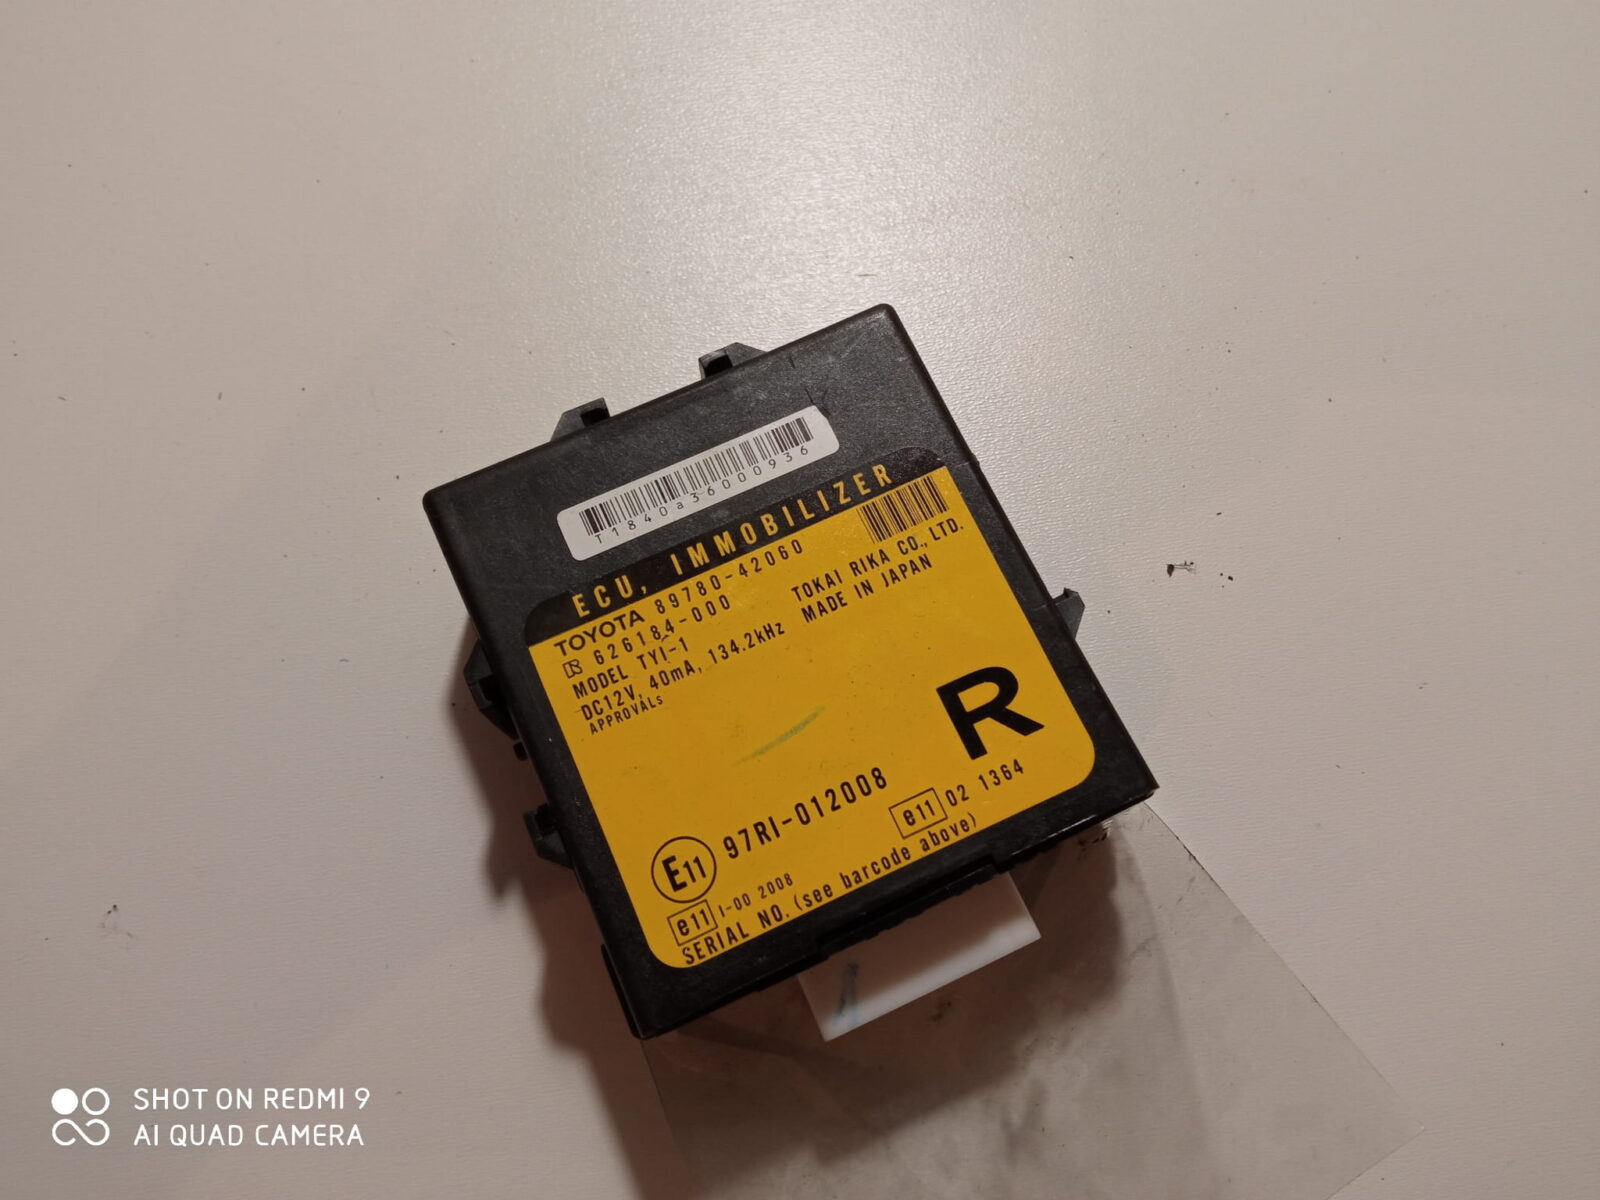 T1840a36000936
ECU, IMMOBILIZER
TOYOTA 89780-42060
R 626184-000
TOKAI RIKA CO., LTD.
MODEL TYI-1
MADE IN JAPAN
DC12V, 40mA, 134.2kHz
APPROVALs
R
E11 97RI-012008
e11 02 1364
e11 I-00 2008
SERIAL NO. (see barcode above)
SHOT ON REDMI 9
AI QUAD CAMERA